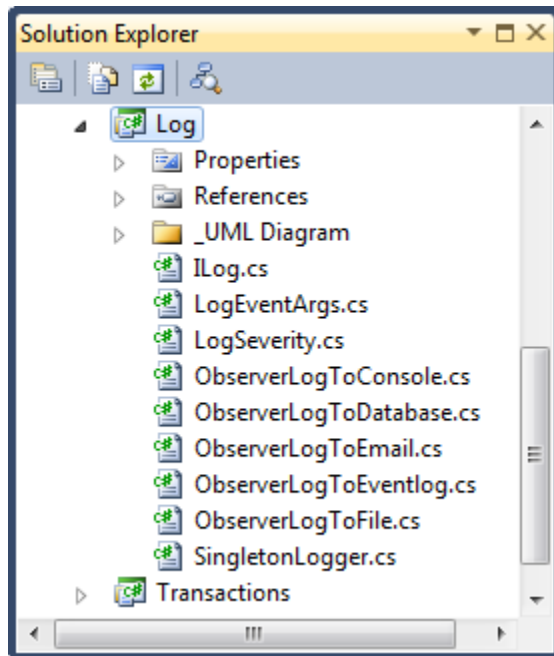 Solution Explorer
Log
Properties
References
_UML Diagram
ILog.cs
LogEventArgs.cs
LogSeverity.cs
ObserverLogToConsole.cs
ObserverLogToDatabase.cs
ObserverLogToEmail.cs
ObserverLogToEventlog.cs
ObserverLogToFile.cs
SingletonLogger.cs
Transactions